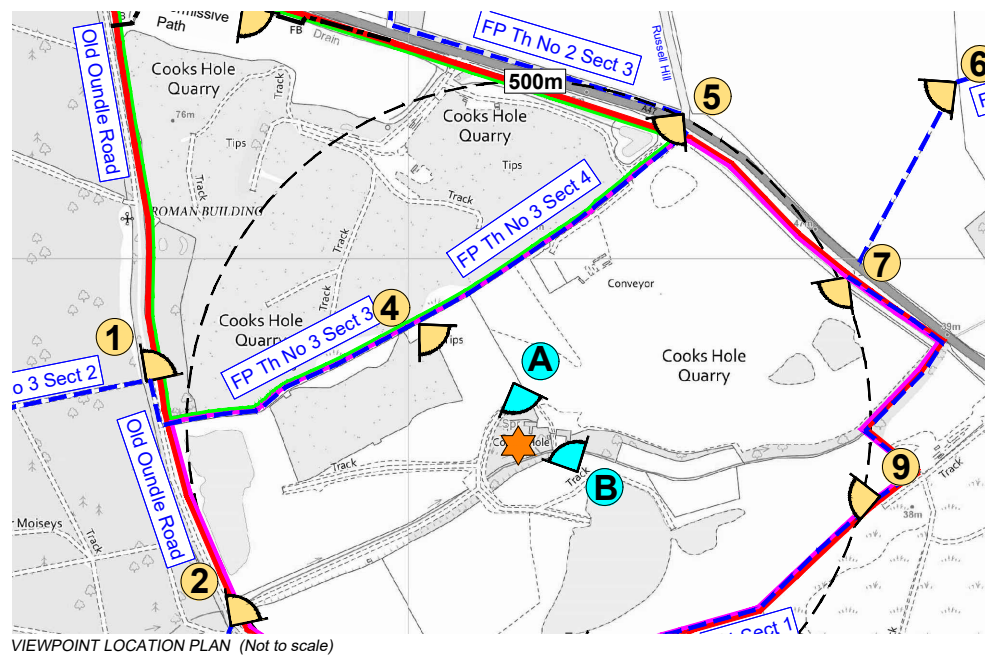 Path
FB
Drain
FP Th No 2 Sect 3
Russell Hill
6
Old Oundle Road
Cooks Hole
Quarry
Track
500m
5
76m
Cooks Hole
Quarry
Tips
Tips
Track
Track
Track
ROMAN BUILDING
FP Th No 3 Sect 4
7
Conveyor
4
1
Cooks Hole
Quarry
FP Th No 3 Sect 3
Tips
39m
A
Cooks Hole
Quarry
o 3 Sect 2
Old Oundle Road
Track
B
Track
9
Track
38m
Moiseys
Track
2
Sect 1
VIEWPOINT LOCATION PLAN (Not to scale)